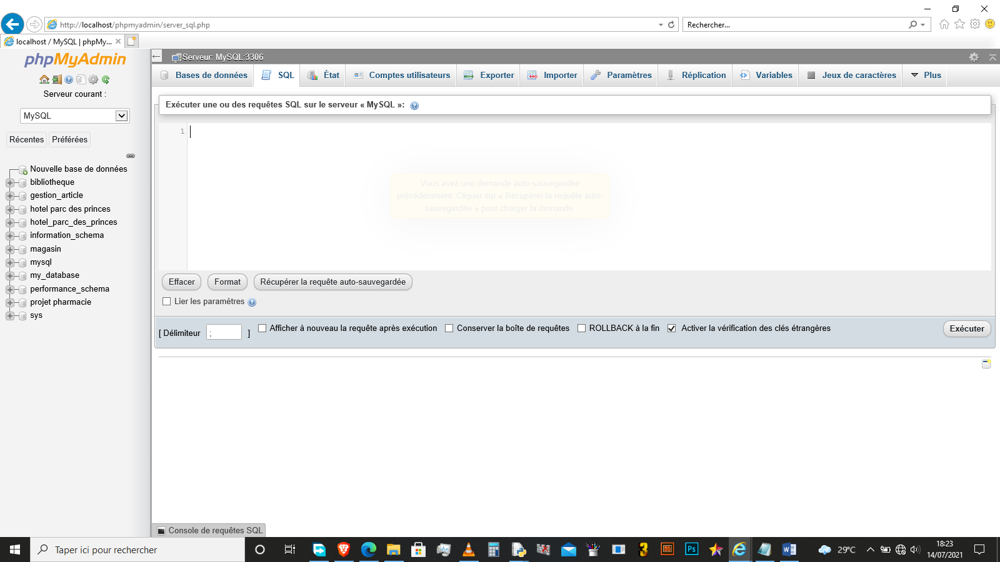 http://localhost/phpmyadmin/server_sql.php
Rechercher...
localhost / MySQL | phpMy...
phpMyAdmin
Serveur courant :
MySQL
Récentes Préférées
Nouvelle base de données
bibliotheque
gestion_article
hotel parc des princes
hotel_parc_des_princes
information_schema
magasin
mysql
my_database
performance_schema
projet pharmacie
sys
Serveur: MySQL:3306
Bases de données SQL État Comptes utilisateurs Exporter Importer Paramètres Réplication Variables Jeux de caractères Plus
Exécuter une ou des requêtes SQL sur le serveur « MySQL »:
1
Vous avez une demande auto-sauvegardée
précédemment. Cliquer sur « Récupérer la requête auto-
sauvegardée » pour charger la demande.
Effacer Format Récupérer la requête auto-sauvegardée
Lier les paramètres
[ Délimiteur ; ] Afficher à nouveau la requête après exécution Conserver la boîte de requêtes ROLLBACK à la fin Activer la vérification des clés étrangères Exécuter
Console de requêtes SQL
Taper ici pour rechercher
Ps
29°C
18:23
14/07/2021